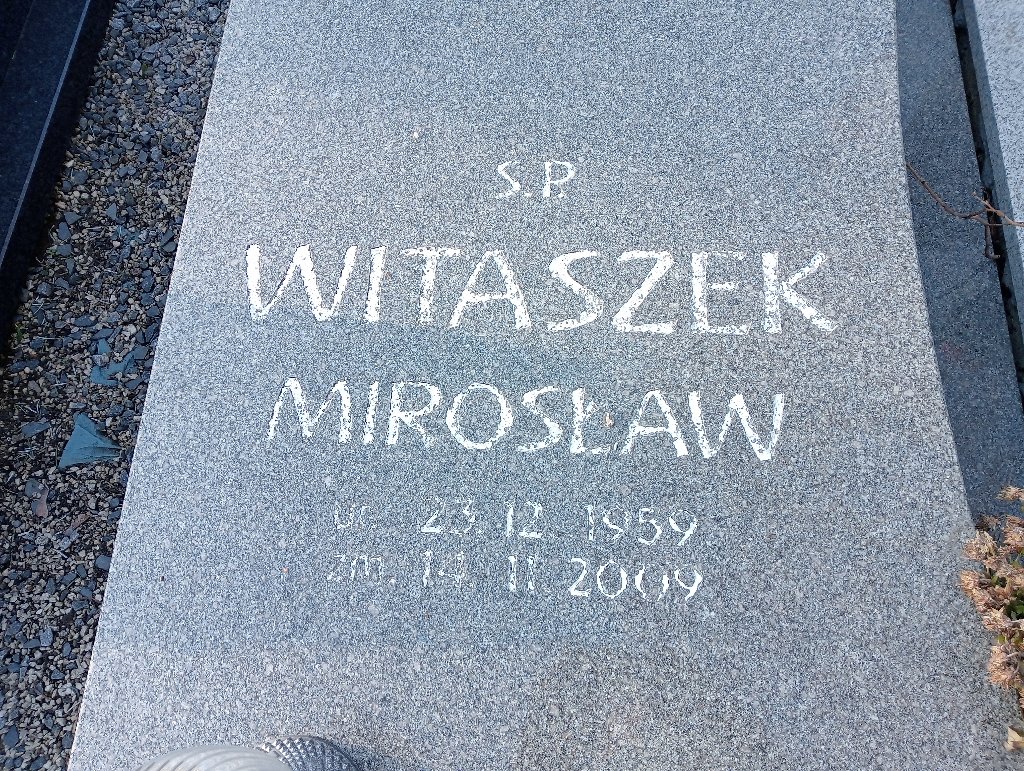 S.P.
WITASZEK
MIROSŁAW
ur. 23 12 1959
zm. 14 11 2009